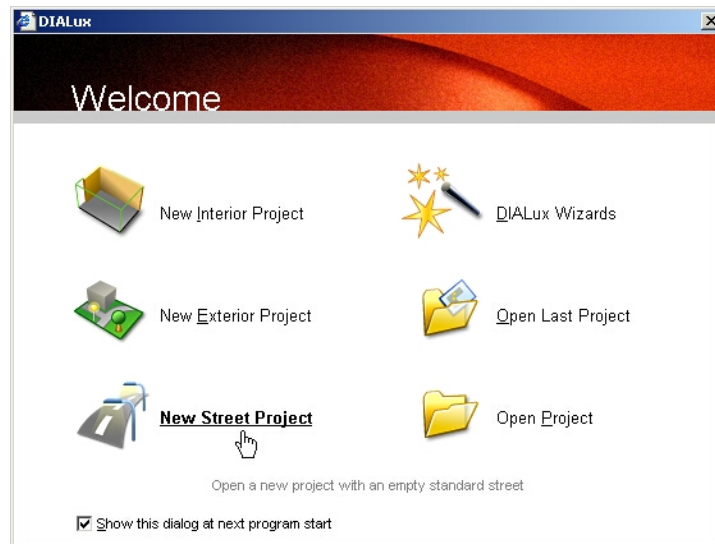 DIALux
Welcome
New Interior Project
DIALux Wizards
New Exterior Project
Open Last Project
New Street Project
Open Project
Open a new project with an empty standard street
Show this dialog at next program start